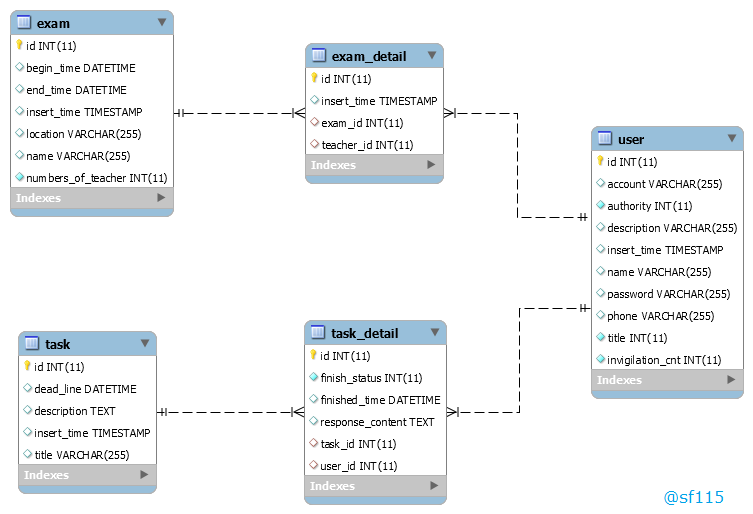 exam
id INT(11)
begin_time DATETIME
end_time DATETIME
insert_time TIMESTAMP
location VARCHAR(255)
name VARCHAR(255)
numbers_of_teacher INT(11)
Indexes
exam_detail
id INT(11)
insert_time TIMESTAMP
exam_id INT(11)
teacher_id INT(11)
Indexes
user
id INT(11)
account VARCHAR(255)
authority INT(11)
description VARCHAR(255)
insert_time TIMESTAMP
name VARCHAR(255)
password VARCHAR(255)
phone VARCHAR(255)
title INT(11)
invigilation_cnt INT(11)
Indexes
task
id INT(11)
dead_line DATETIME
description TEXT
insert_time TIMESTAMP
title VARCHAR(255)
Indexes
task_detail
id INT(11)
finish_status INT(11)
finished_time DATETIME
response_content TEXT
task_id INT(11)
user_id INT(11)
Indexes
@sf115